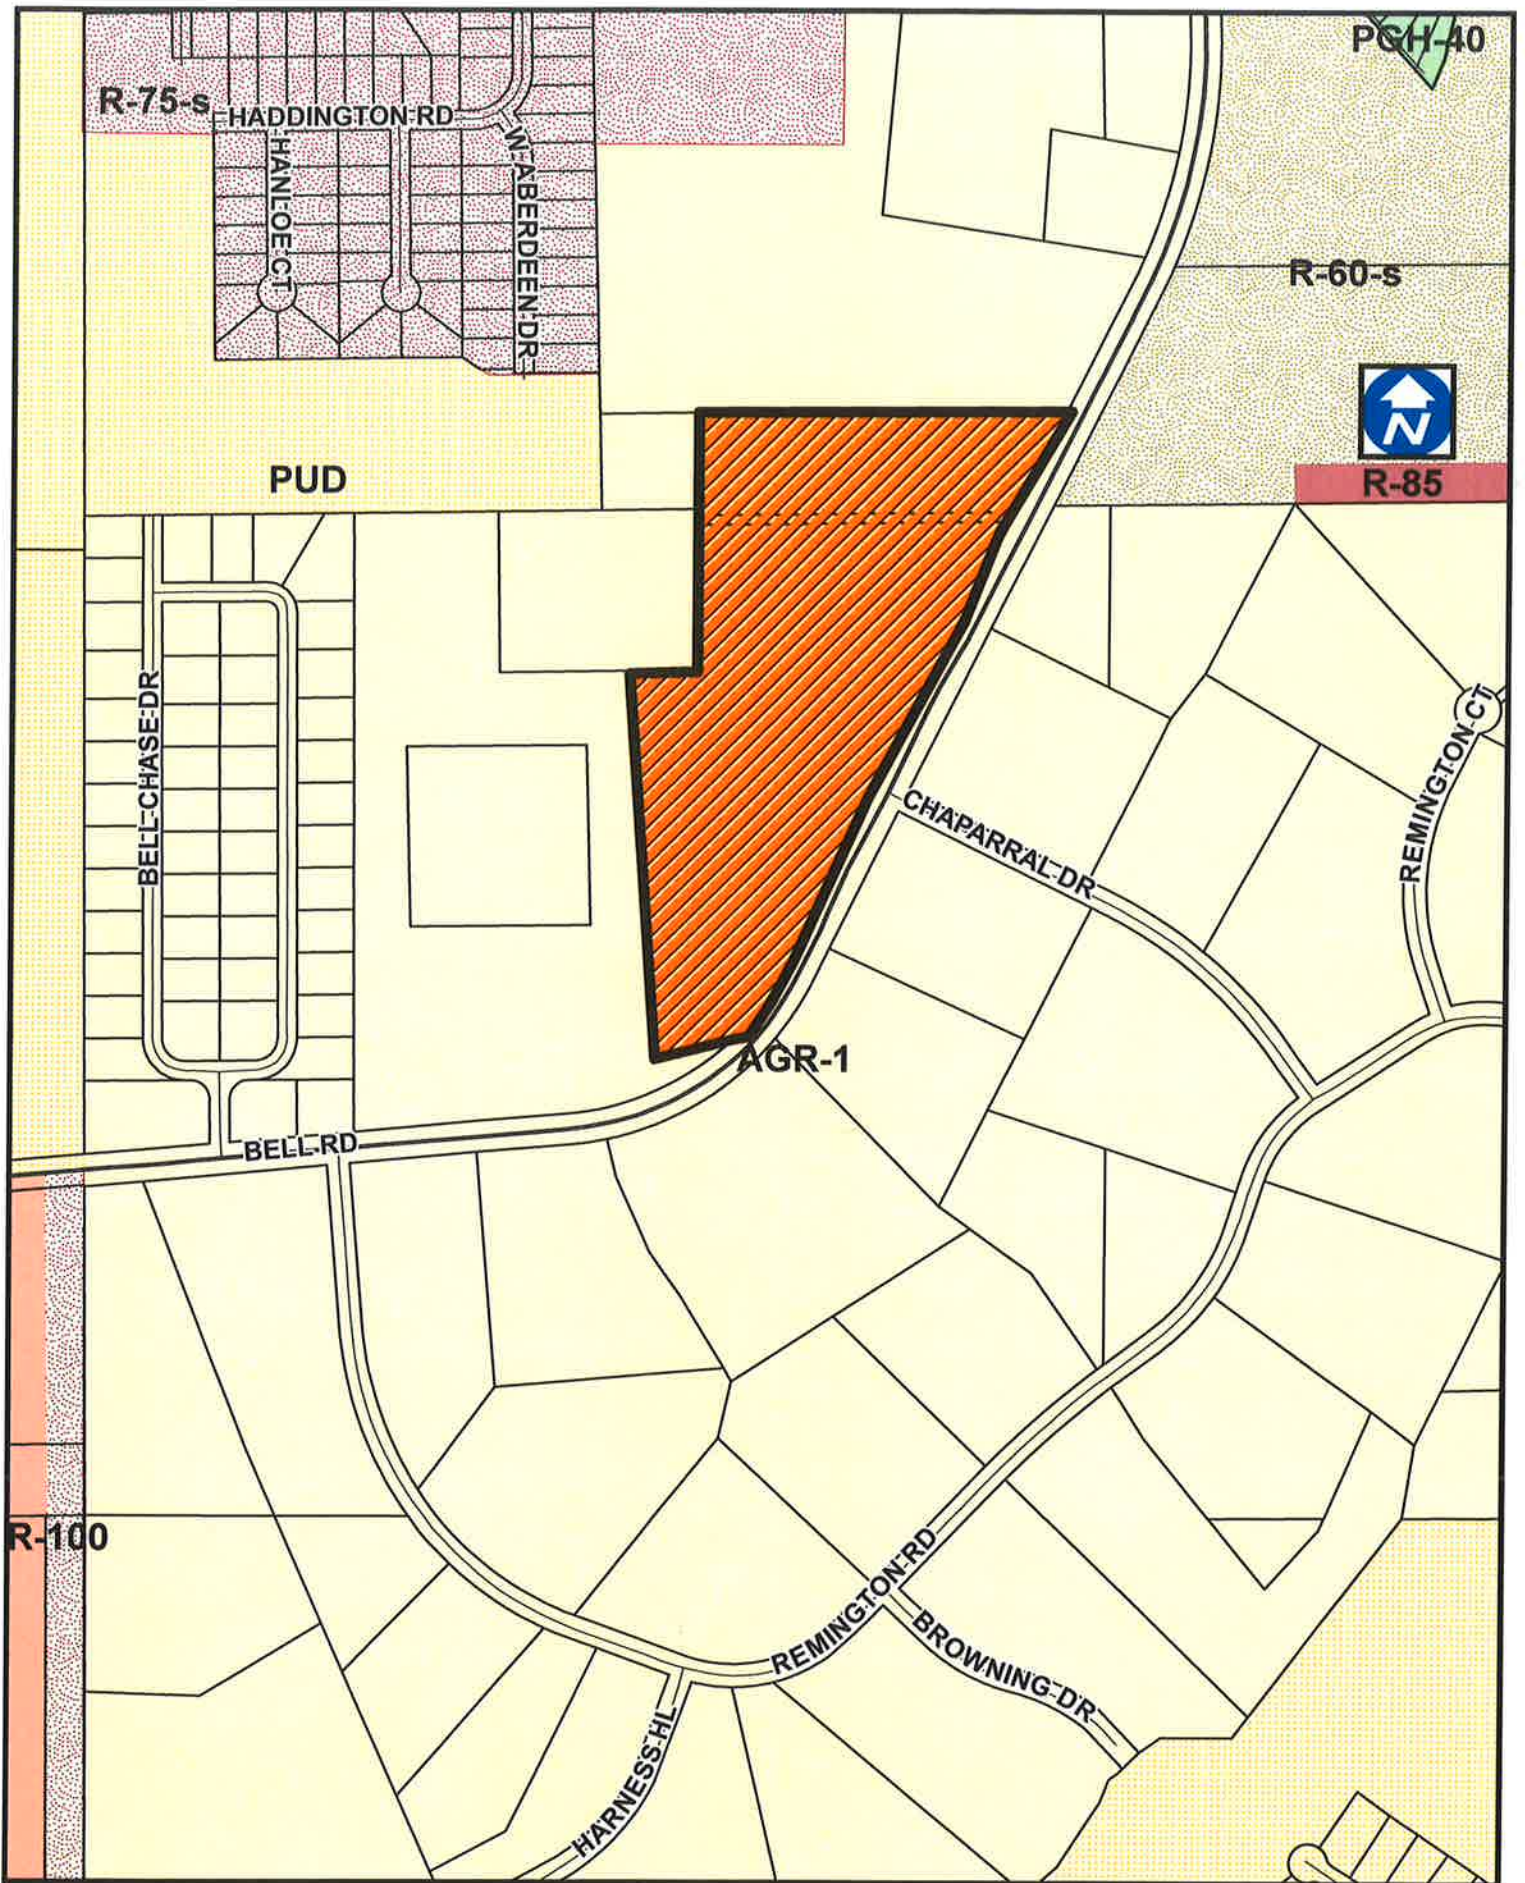 PGH-40
R-75-s
HADDINGTON RD
HANLOE CT
W ABERDEEN DR
R-60-s
N
R-85
PUD
BELL CHASE DR
REMINGTON CT
CHAPARRAL DR
AGR-1
BELL RD
R-100
REMINGTON RD
BROWNING DR
HARNESS HL